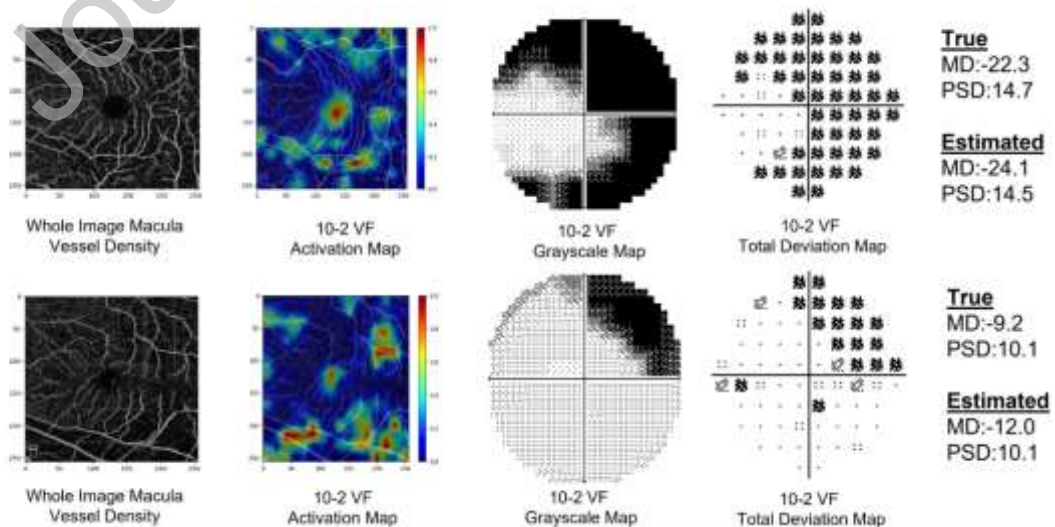 Jo
True
MD:-22.3
PSD:14.7
Estimated
MD:-24.1
PSD:14.5
Whole Image Macula
Vessel Density
10-2 VF
Activation Map
10-2 VF
Grayscale Map
10-2 VF
Total Deviation Map
True
MD:-9.2
PSD:10.1
Estimated
MD:-12.0
PSD:10.1
Whole Image Macula
Vessel Density
10-2 VF
Activation Map
10-2 VF
Grayscale Map
10-2 VF
Total Deviation Map